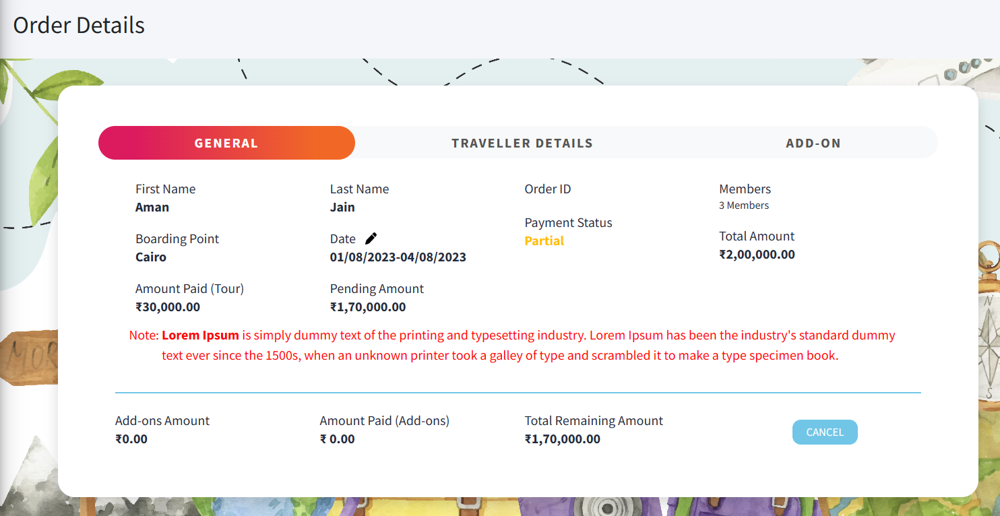 Order Details
GENERAL
TRAVELLER DETAILS
ADD-ON
First Name
Aman
Last Name
Jain
Order ID
Members
3 Members
Boarding Point
Cairo
Date
01/08/2023-04/08/2023
Payment Status
Partial
Total Amount
₹2,00,000.00
Amount Paid (Tour)
₹30,000.00
Pending Amount
₹1,70,000.00
Note: Lorem Ipsum is simply dummy text of the printing and typesetting industry. Lorem Ipsum has been the industry's standard dummy
text ever since the 1500s, when an unknown printer took a galley of type and scrambled it to make a type specimen book.
MOR
N
S
Add-ons Amount
₹0.00
Amount Paid (Add-ons)
₹ 0.00
Total Remaining Amount
₹1,70,000.00
CANCEL